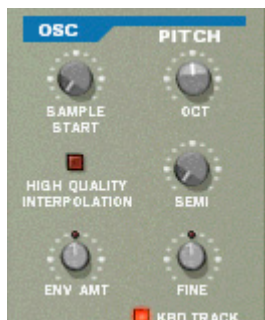 OSC
PITCH
SAMPLE
START
OCT
HIGH QUALITY
INTERPOLATION
SEMI
ENV AMT
FINE
KBD TRACK